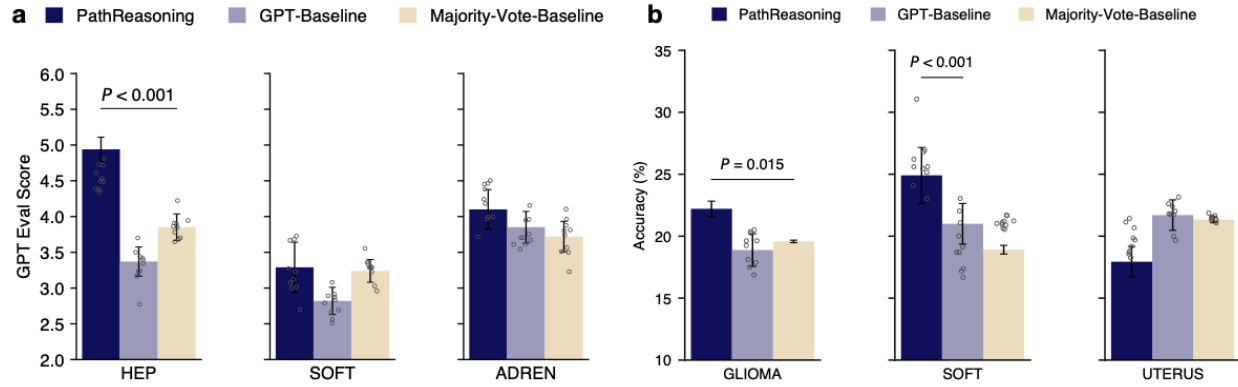 a
PathReasoning
GPT-Baseline
Majority-Vote-Baseline
GPT Eval Score
6.0
5.5
5.0
4.5
4.0
3.5
3.0
2.5
2.0
P < 0.001
HEP
SOFT
ADREN
b
PathReasoning
GPT-Baseline
Majority-Vote-Baseline
Accuracy (%)
35
30
25
20
15
10
P = 0.015
P < 0.001
GLIOMA
SOFT
UTERUS